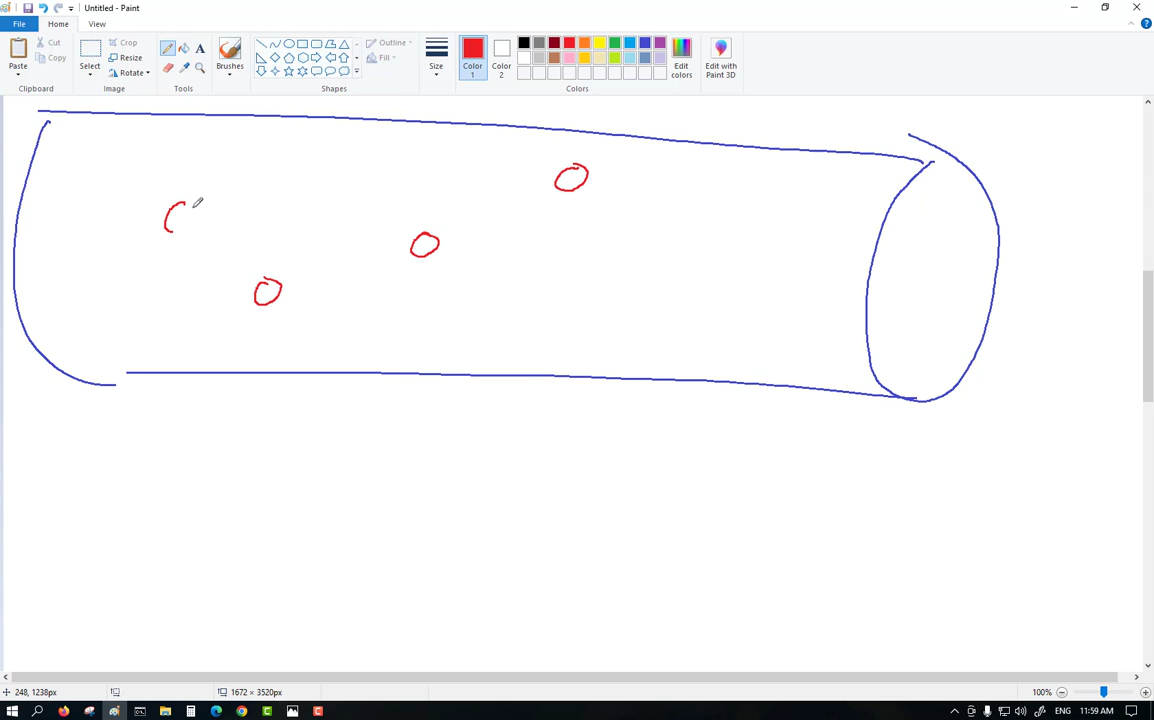 Untitled - Paint
File
Home
View
Paste
Cut
Copy
Clipboard
Select
Crop
Resize
Rotate
Image
A
Tools
Brushes
Outline
Fill
Shapes
Size
Color
1
Color
2
Edit
colors
Edit with
Paint 3D
Colors
248, 1238px
1672 × 3520px
100%
ENG
11:59 AM